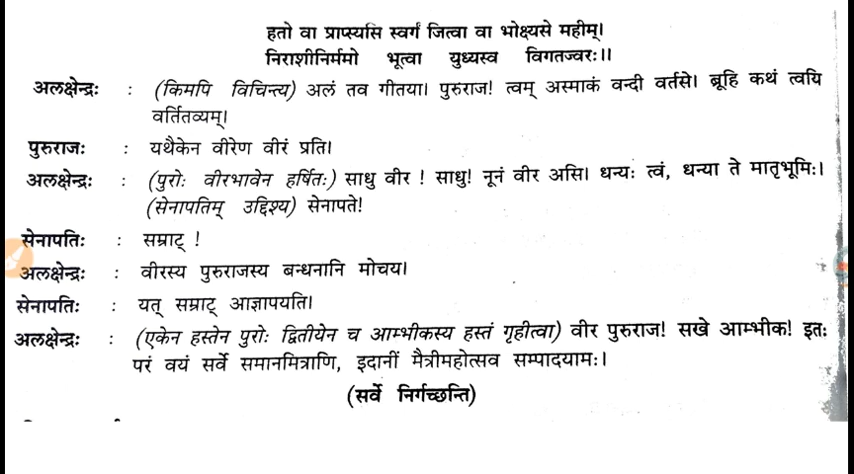 हतो वा प्राप्स्यसि स्वर्गं जित्वा वा भोक्ष्यसे महीम्।
निराशीनिर्ममो भूत्वा युध्यस्व विगतज्वरः।।
अलक्षेन्द्रः : (किमपि विचिन्त्य) अलं तव गीतया। पुरुराज! त्वम् अस्माकं वन्दी वर्तसे। ब्रूहि कथं त्वयि
वर्तितव्यम्।
पुरुराजः : यथैकेन वीरेण वीरं प्रति।
अलक्षेन्द्रः : (पुरोः वीरभावेन हर्षितः) साधु वीर ! साधु! नूनं वीर असि। धन्यः त्वं, धन्या ते मातृभूमिः।
(सेनापतिम् उद्दिश्य) सेनापते!
सेनापतिः : सम्राट् !
अलक्षेन्द्रः : वीरस्य पुरुराजस्य बन्धनानि मोचय।
सेनापतिः : यत् सम्राट् आज्ञापयति।
अलक्षेन्द्रः : (एकेन हस्तेन पुरोः द्वितीयेन च आम्भीकस्य हस्तं गृहीत्वा) वीर पुरुराज! सखे आम्भीक! इतः
परं वयं सर्वे समानमित्राणि, इदानीं मैत्रीमहोत्सव सम्पादयामः।
(सर्वे निर्गच्छन्ति)